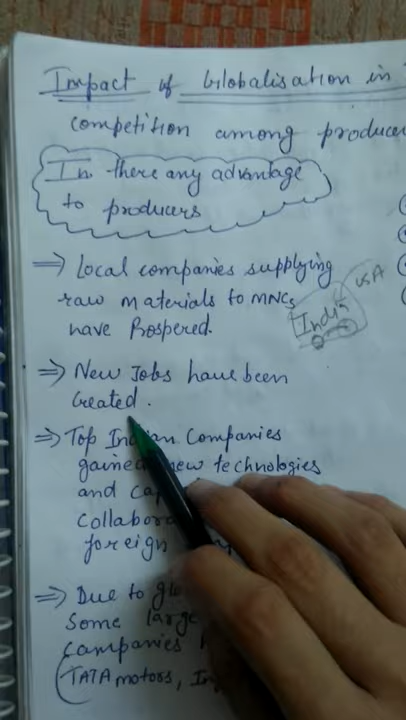 Impact of Globalisation in
competition among producer
In there any advantage
to producers
⇒ Local companies supplying
raw materials to MNCs
have Prospered.
USA
India
⇒ New Jobs have been
Created.
⇒ Top Indian Companies
gained new technologies
and
foreign
⇒ Due to
Some large
Companies
(TATA motors,